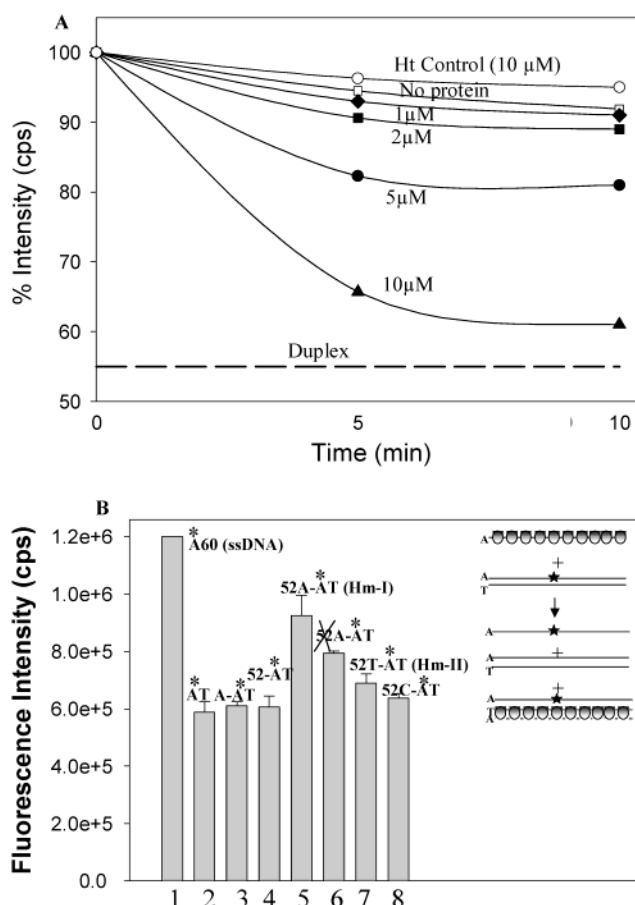 A
100
Ht Control (10 µM)
No protein
90
1µM
2µM
80
5µM
70
10µM
60
Duplex
50
0
5
10
% Intensity (cps)
Time (min)
B
1.2e+6
*
A60 (ssDNA)
1.0e+6
*
52A-AT (Hm-I)
8.0e+5
*
52A-AT
*
52-AT
*
52T-AT (Hm-II)
*
AT
*
A-AT
*
52C-AT
6.0e+5
4.0e+5
2.0e+5
0.0
1 2 3 4 5 6 7 8
Fluorescence Intensity (cps)
A
+
A
T
A
+
A
T
+
A
T
A